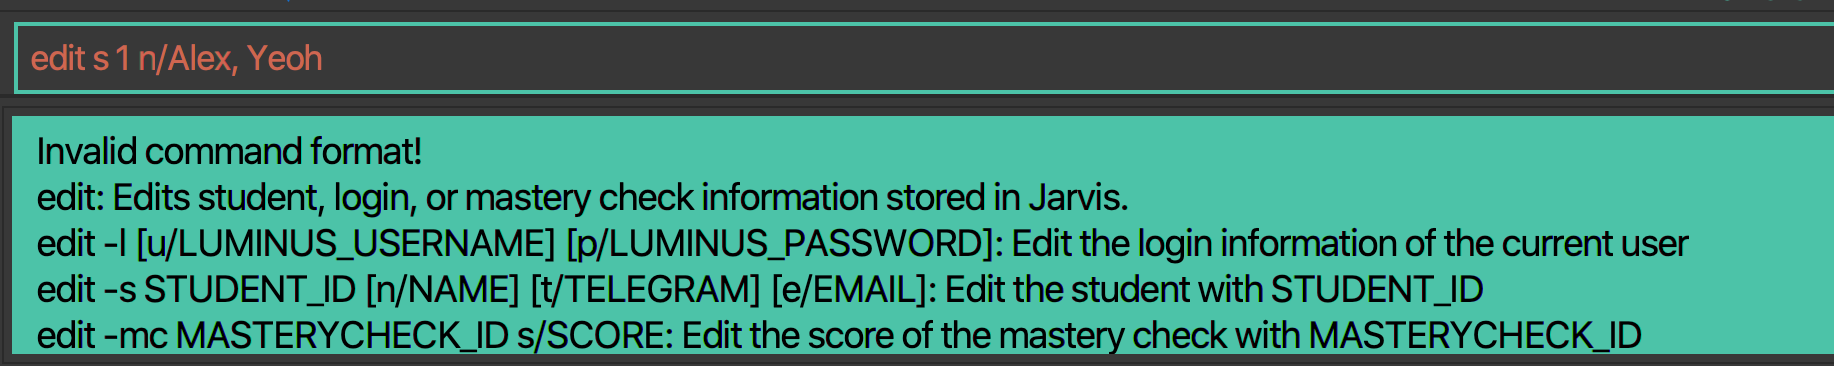 edit s 1 n/Alex, Yeoh
Invalid command format!
edit: Edits student, login, or mastery check information stored in Jarvis.
edit -l [u/LUMINUS_USERNAME] [p/LUMINUS_PASSWORD]: Edit the login information of the current user
edit -s STUDENT_ID [n/NAME] [t/TELEGRAM] [e/EMAIL]: Edit the student with STUDENT_ID
edit -mc MASTERYCHECK_ID s/SCORE: Edit the score of the mastery check with MASTERYCHECK_ID